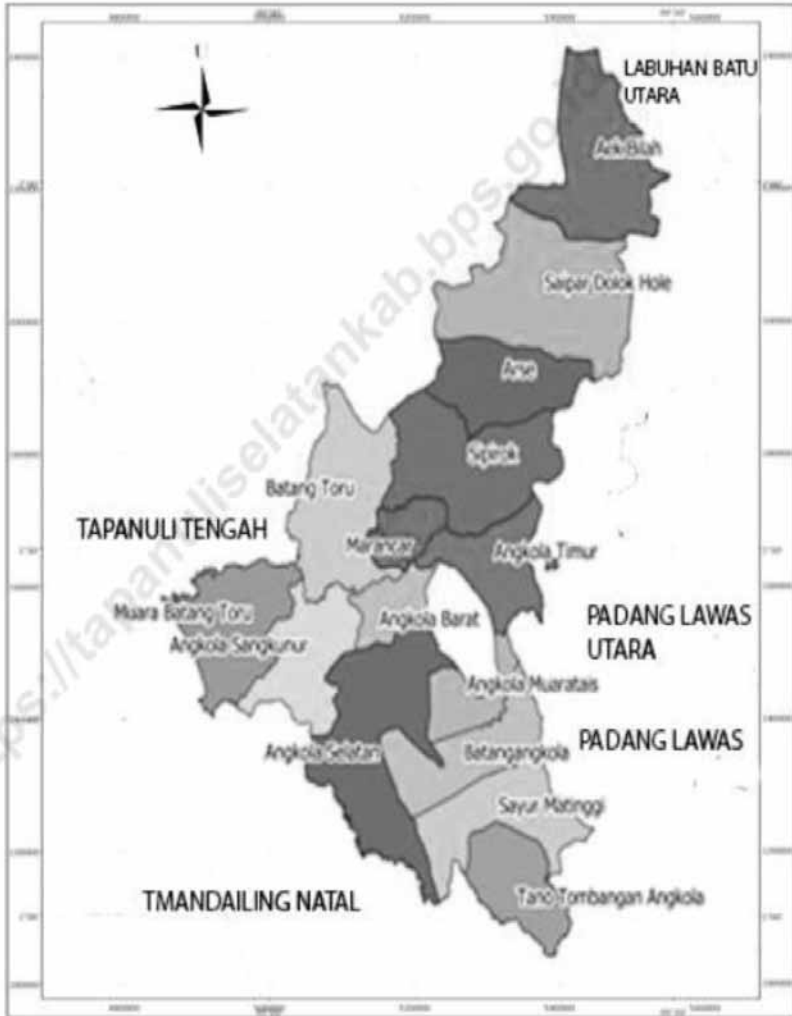 U
LABUHAN BATU
UTARA
Aek Bilah
Saipar Dolok Hole
Arse
Sipirok
Batang Toru
TAPANULI TENGAH
Marancar
Angkola Timur
Muara Batang Toru
Angkola Barat
PADANG LAWAS
UTARA
Angkola Sangkunur
Angkola Muaratais
Angkola Selatan
Batangangkola
PADANG LAWAS
Sayur Matinggi
Tano Tombangan Angkola
TMANDAILING NATAL
ps://tapanuliselatankab.bps.go.id